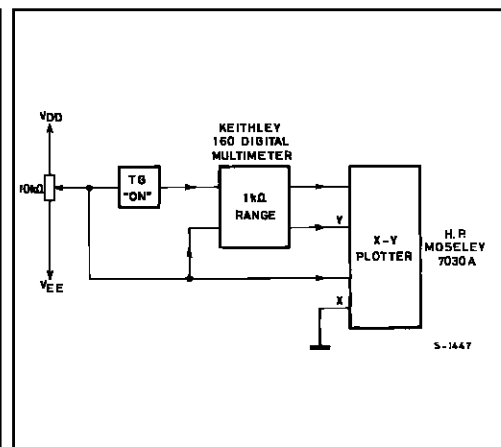 KEITHLEY
160 DIGITAL
MULTIMETER
VDD
10kΩ
TG
"ON"
1kΩ
RANGE
Y
X-Y
PLOTTER
H.P.
MOSELEY
7030A
VEE
X
S-1447